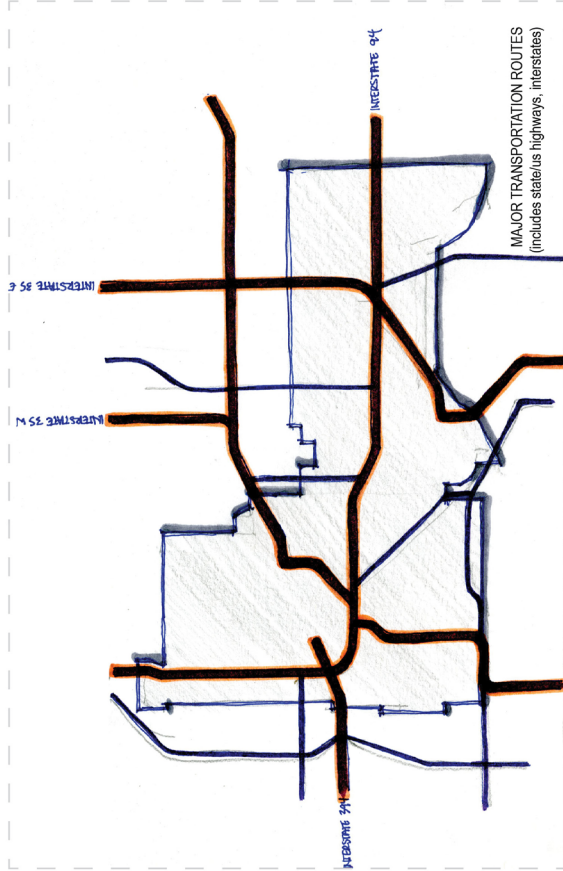 INTERSTATE 94
INTERSTATE 35 E
INTERSTATE 35 W
INTERSTATE 394
MAJOR TRANSPORTATION ROUTES
(includes state/us highways, interstates)